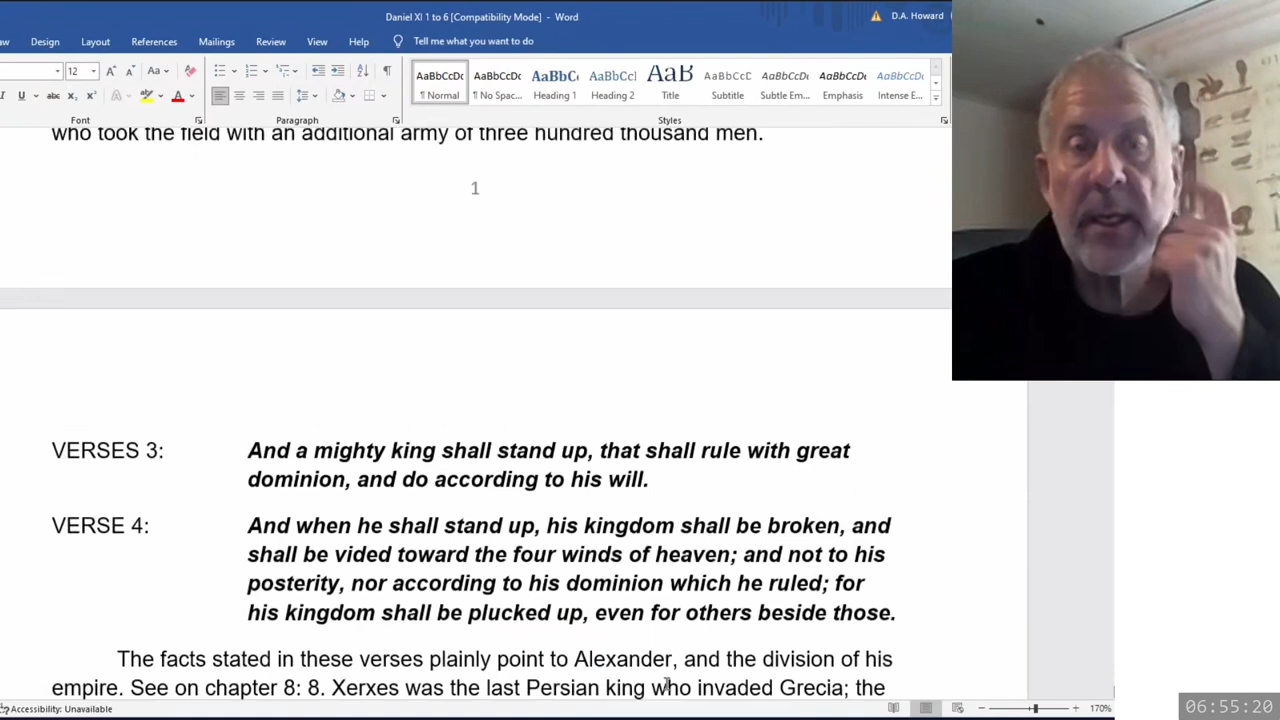 Daniel XI 1 to 6 [Compatibility Mode] - Word
D.A. Howard
Design Layout References Mailings Review View Help Tell me what you want to do
12 Aa
AaBbCcDc AaBbCcDc AaBbC AaBbCcl AaB AaBbCcD AaBbCcDt AaBbCcDt AaBbCcDt
U abc x₂ x² A A
¶ Normal ¶ No Spac... Heading 1 Heading 2 Title Subtitle Subtle Em... Emphasis Intense E...
Font Paragraph Styles
who took the field with an additional army of three hundred thousand men.
1
VERSES 3: And a mighty king shall stand up, that shall rule with great
dominion, and do according to his will.
VERSE 4: And when he shall stand up, his kingdom shall be broken, and
shall be vided toward the four winds of heaven; and not to his
posterity, nor according to his dominion which he ruled; for
his kingdom shall be plucked up, even for others beside those.
The facts stated in these verses plainly point to Alexander, and the division of his
empire. See on chapter 8: 8. Xerxes was the last Persian king who invaded Grecia; the
Accessibility: Unavailable
170%
06:55:20